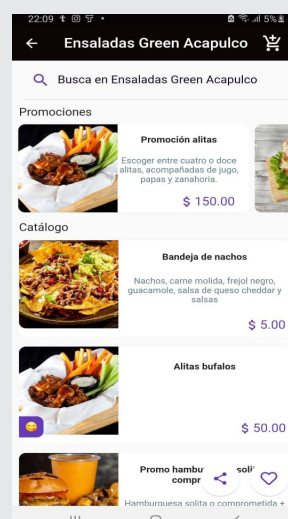 22:09
5%
Ensaladas Green Acapulco
Busca en Ensaladas Green Acapulco
Promociones
Promoción alitas
Escoger entre cuatro o doce
alitas, acompañadas de jugo,
papas y zanahoria.
$ 150.00
Catálogo
Bandeja de nachos
Nachos, carne molida, frejol negro,
guacamole, salsa de queso cheddar y
salsas
$ 5.00
Alitas bufalos
$ 50.00
Promo hambu
compr
Hamburguesa solita o comprometida +